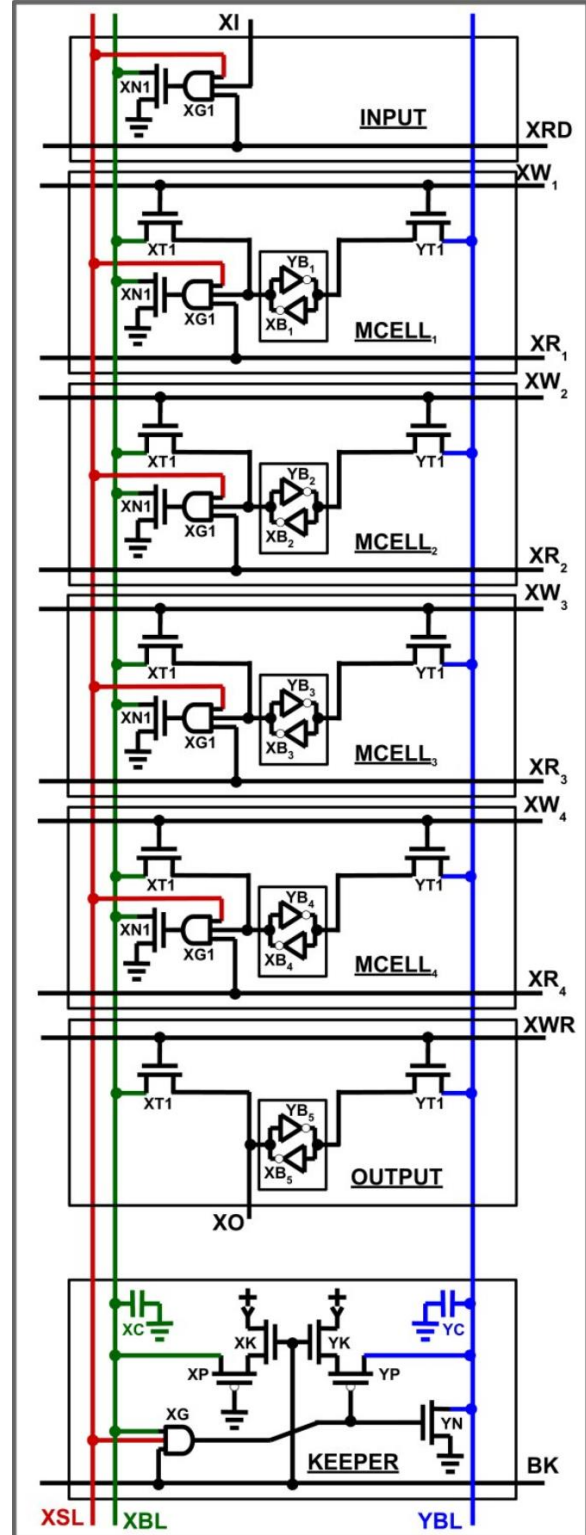 XI
XN1
XG1
INPUT
XRD
XW₁
XT1
YT1
YB₁
XN1
XG1
XB₁
MCELL₁
XR₁
XW₂
XT1
YT1
YB₂
XN1
XG1
XB₂
MCELL₂
XR₂
XW₃
XT1
YT1
YB₃
XN1
XG1
XB₃
MCELL₃
XR₃
XW₄
XT1
YT1
YB₄
XN1
XG1
XB₄
MCELL₄
XR₄
XWR
XT1
YT1
YB₅
XB₅
OUTPUT
XO
XC
YC
XK
YK
XP
YP
XG
YN
KEEPER
BK
XSL
XBL
YBL